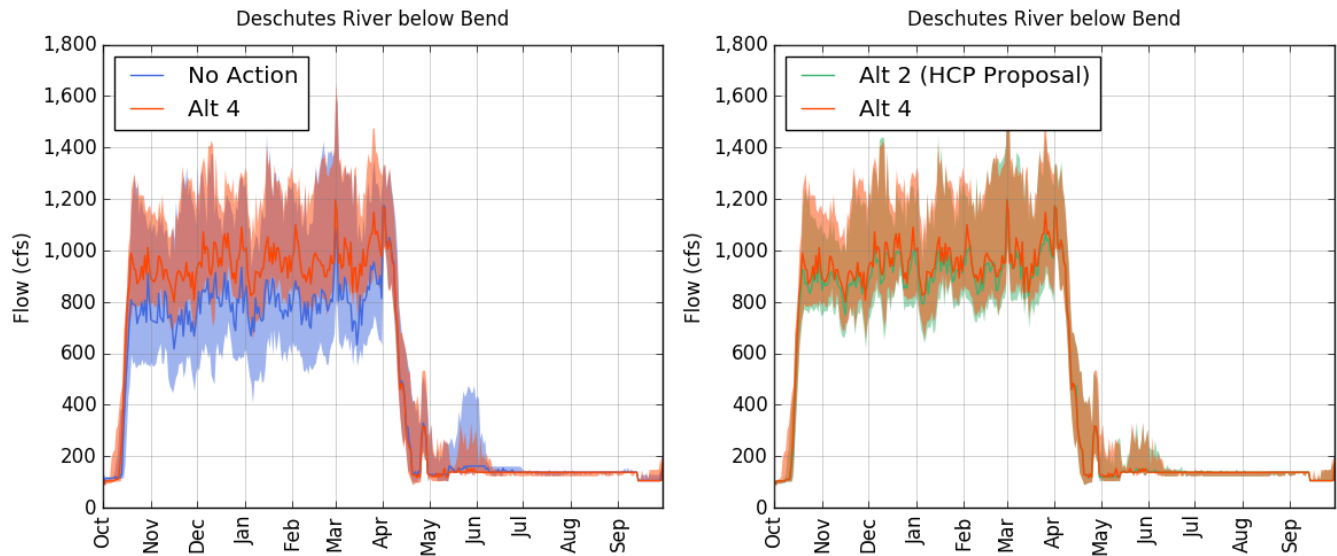 Deschutes River below Bend
1,800
1,600
1,400
1,200
1,000
800
600
400
200
0
Flow (cfs)
No Action
Alt 4
Oct
Nov
Dec
Jan
Feb
Mar
Apr
May
Jun
Jul
Aug
Sep
Deschutes River below Bend
1,800
1,600
1,400
1,200
1,000
800
600
400
200
0
Flow (cfs)
Alt 2 (HCP Proposal)
Alt 4
Oct
Nov
Dec
Jan
Feb
Mar
Apr
May
Jun
Jul
Aug
Sep